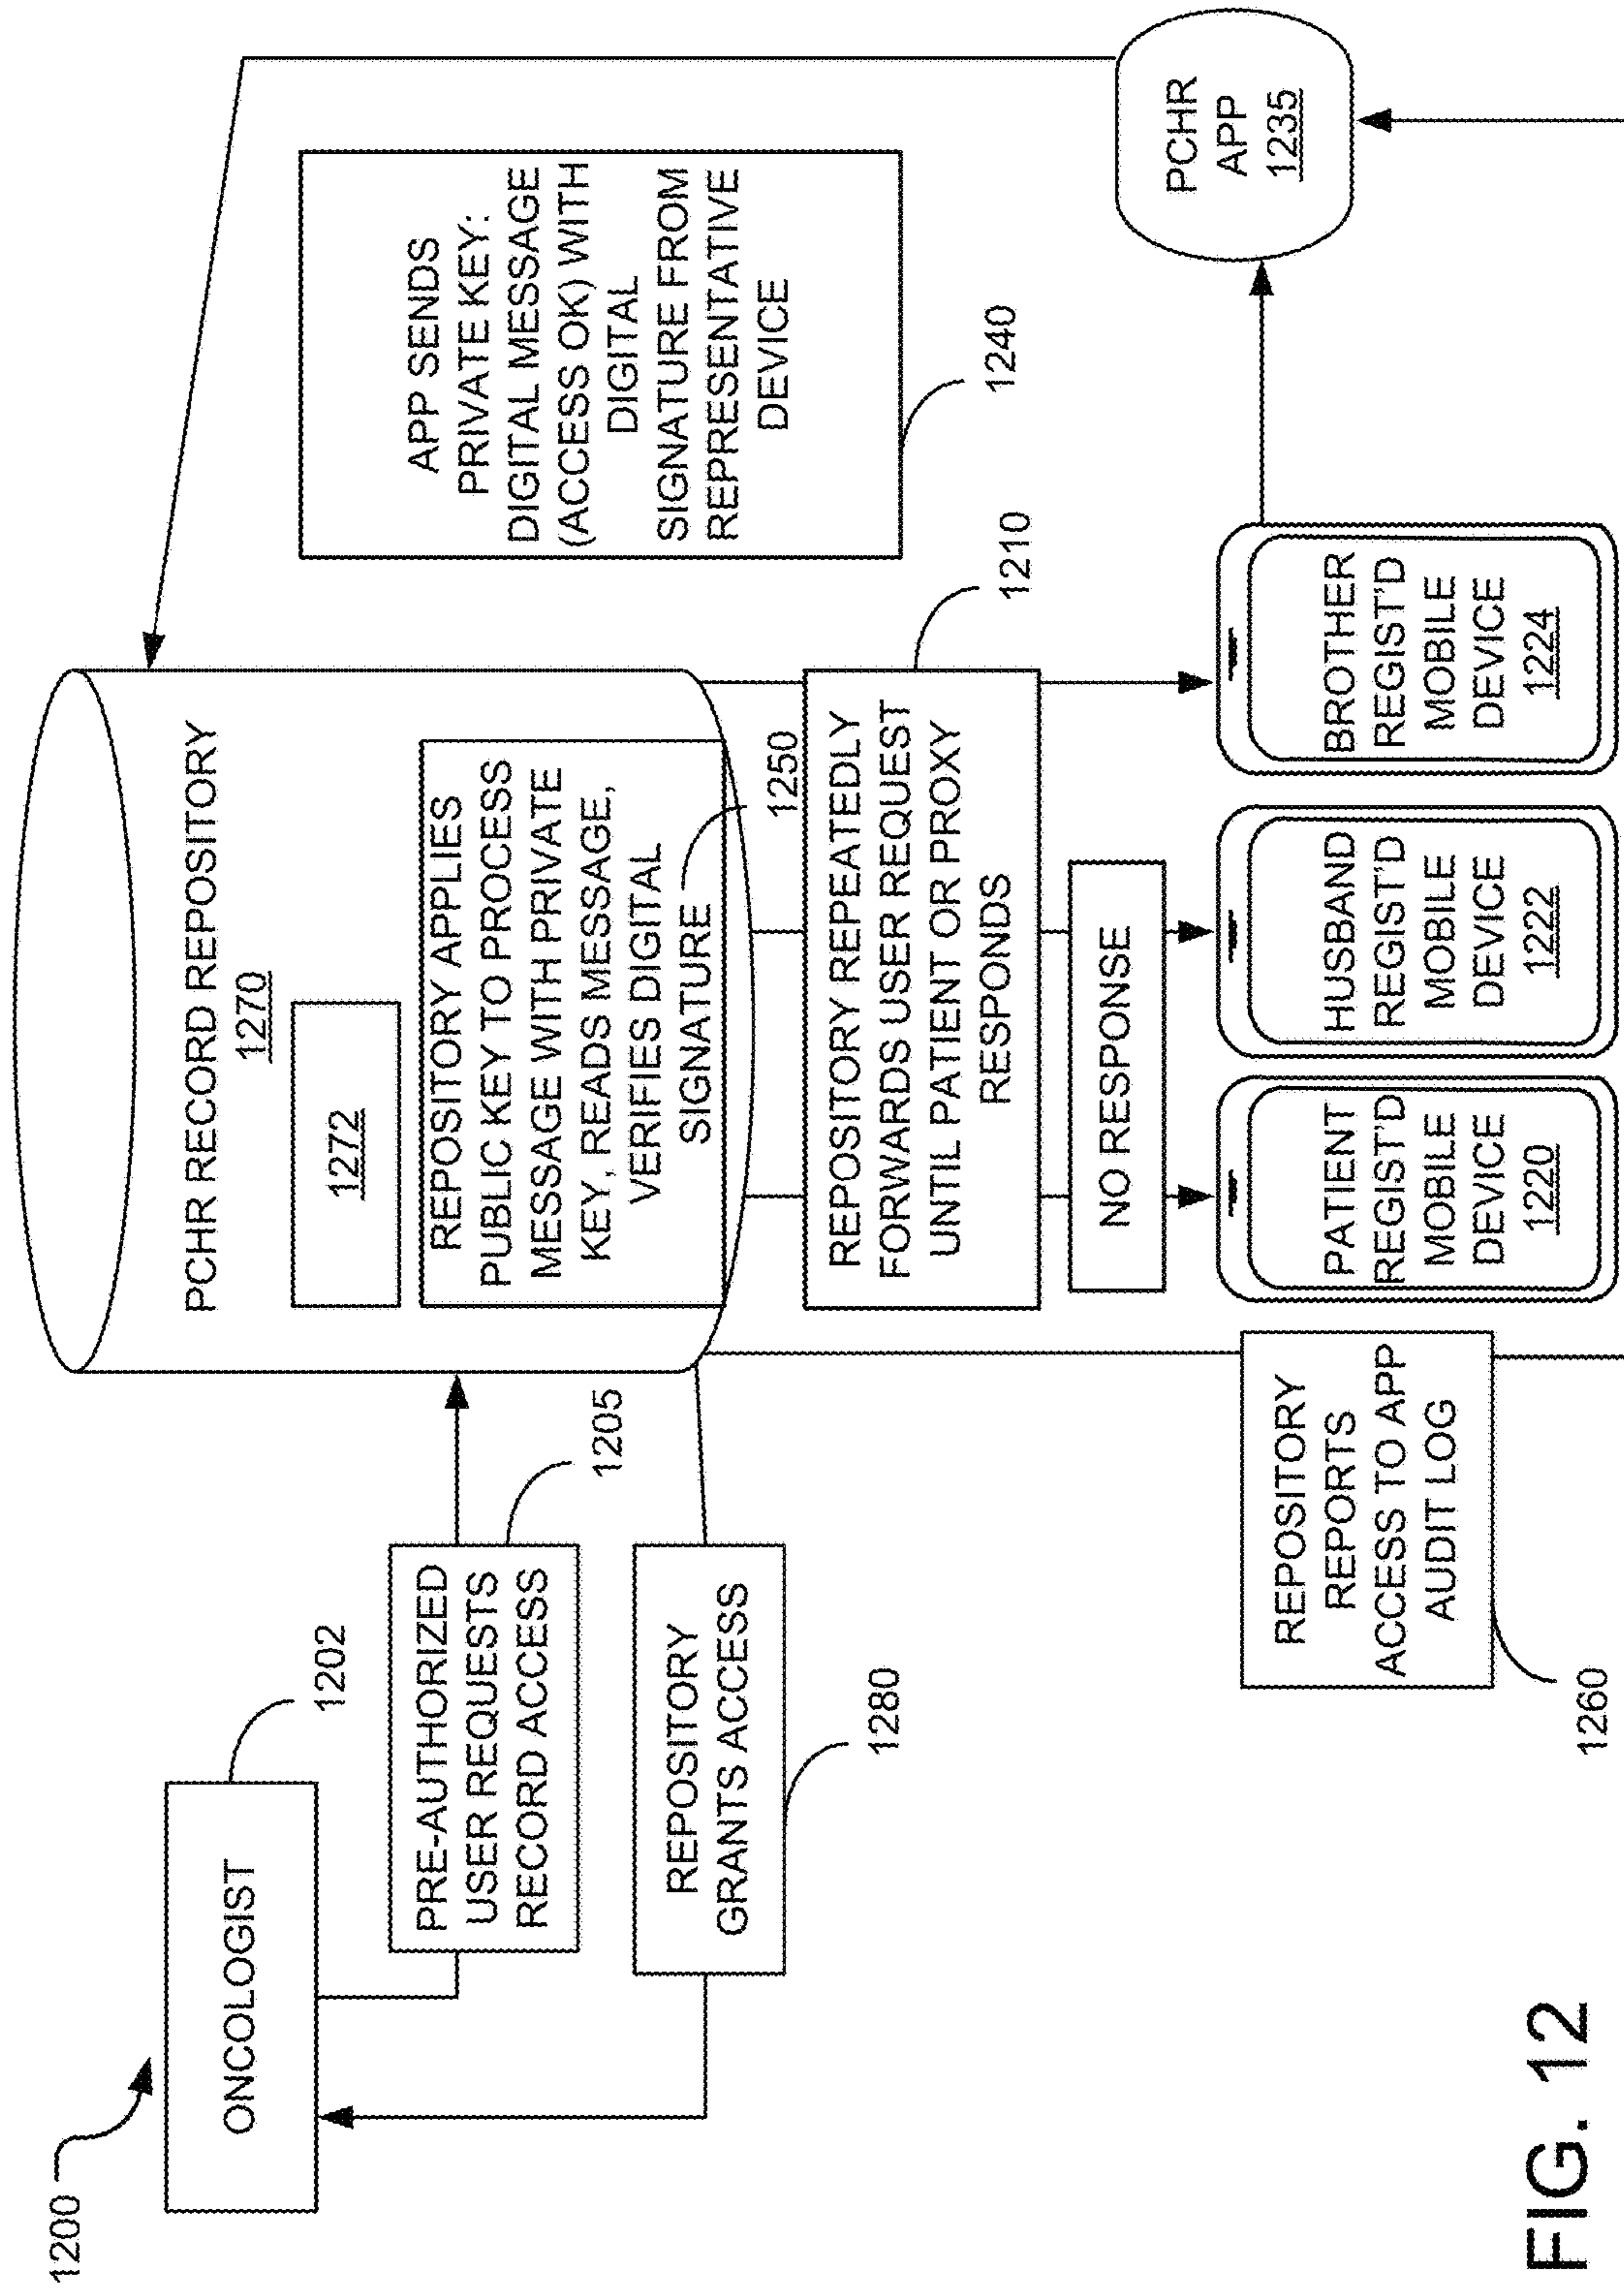 1200
ONCOLOGIST
1202
PRE-AUTHORIZED
USER REQUESTS
RECORD ACCESS
1205
REPOSITORY
GRANTS ACCESS
1280
PCHR RECORD REPOSITORY
1270
1272
REPOSITORY APPLIES
PUBLIC KEY TO PROCESS
MESSAGE WITH PRIVATE
KEY, READS MESSAGE,
VERIFIES DIGITAL
SIGNATURE
1250
APP SENDS
PRIVATE KEY:
DIGITAL MESSAGE
(ACCESS OK) WITH
DIGITAL
SIGNATURE FROM
REPRESENTATIVE
DEVICE
1240
REPOSITORY REPEATEDLY
FORWARDS USER REQUEST
UNTIL PATIENT OR PROXY
RESPONDS
1210
NO RESPONSE
REPOSITORY
REPORTS
ACCESS TO APP
AUDIT LOG
1260
PATIENT
REGIST'D
MOBILE
DEVICE
1220
HUSBAND
REGIST'D
MOBILE
DEVICE
1222
BROTHER
REGIST'D
MOBILE
DEVICE
1224
PCHR
APP
1235
FIG. 12